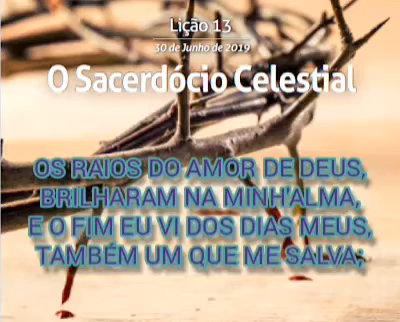 Lição 13
30 de Junho de 2019
O Sacerdócio Celestial
OS RAIOS DO AMOR DE DEUS,
BRILHARAM NA MINH'ALMA,
E O FIM EU VI DOS DIAS MEUS,
TAMBÉM UM QUE ME SALVA;